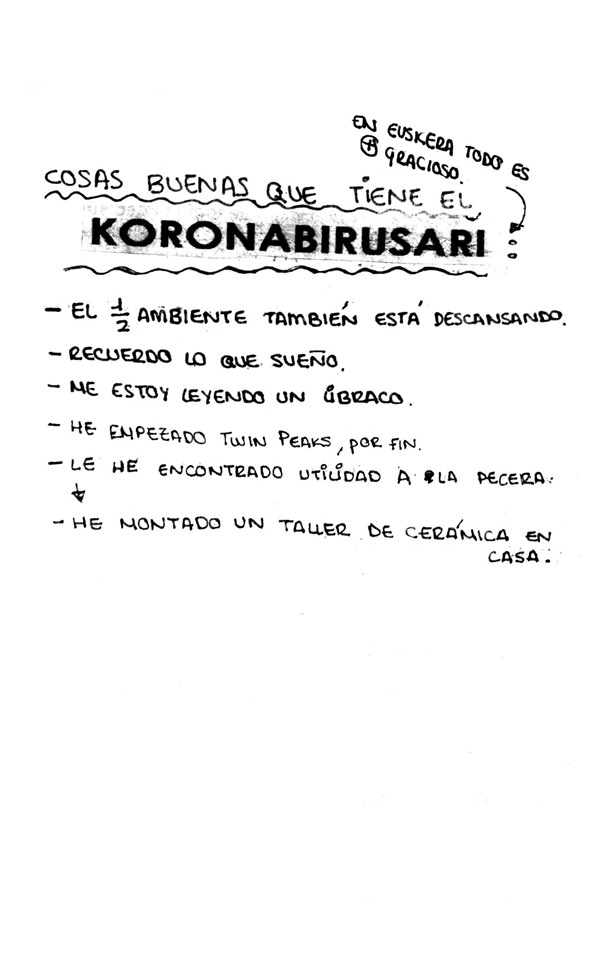 EN EUSKERA TODO ES
+ GRACIOSO.
COSAS BUENAS QUE TIENE EL
KORONABIRUSARI :
- EL 1/2 AMBIENTE TAMBIÉN ESTÁ DESCANSANDO.
- RECUERDO LO QUE SUEÑO.
- ME ESTOY LEYENDO UN LIBRACO.
- HE EMPEZADO TWIN PEAKS, POR FIN.
- LE HE ENCONTRADO UTILIDAD A LA PECERA.
- HE MONTADO UN TALLER DE CERÁMICA EN
CASA.